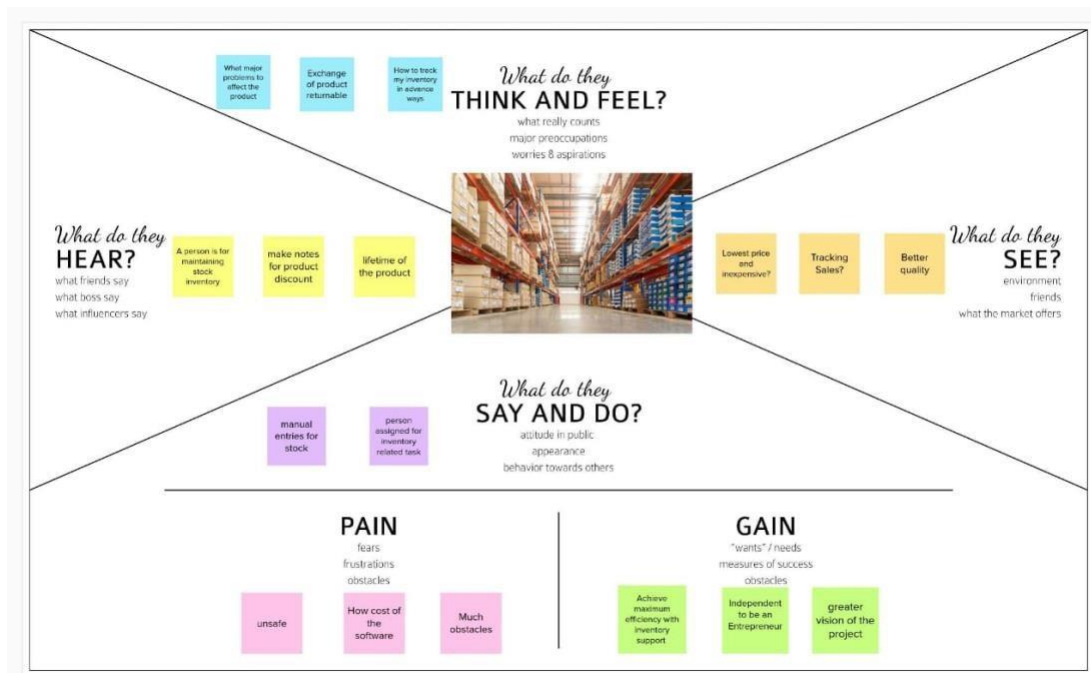 What major
problems to
affect the
product
Exchange
of product
returnable
How to track
my inventory
in advence
ways
What do they
THINK AND FEEL?
what really counts
major preoccupations
worries & aspirations
What do they
HEAR?
what friends say
what boss say
what influencers say
A person is for
maintaining
stock
inventory
make notes
for product
discount
lifetime of
the product
Lowest price
and
inexpensive?
Tracking
Sales?
Better
quality
What do they
SEE?
environment
friends
what the market offers
What do they
SAY AND DO?
attitude in public
appearance
behavior towards others
manual
entries for
stock
person
assigned for
inventory
related task
PAIN
fears
frustrations
obstacles
unsafe
How cost of
the
software
Much
obstacles
GAIN
"wants" / needs
measures of success
obstacles
Achieve
maximum
efficiency with
inventory
support
Independent
to be an
Entrepreneur
greater
vision of the
project